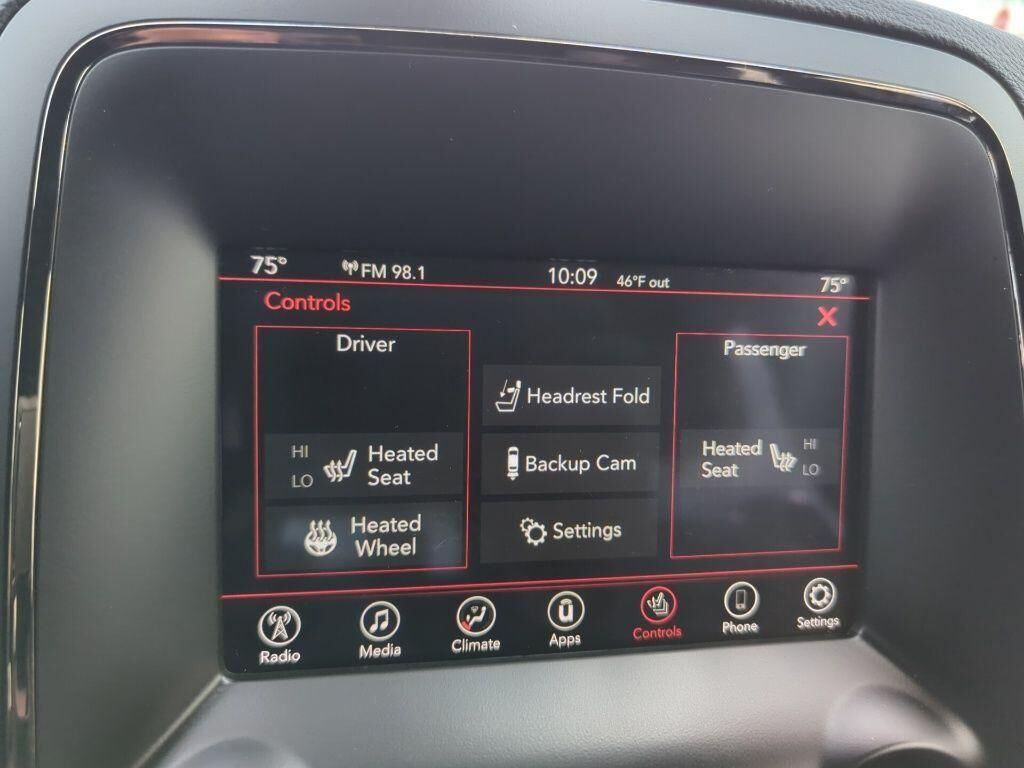 75° FM 98.1 10:09 46°F out 75°
Controls X
Driver
HI
LO
Heated
Seat
Heated
Wheel
Headrest Fold
Backup Cam
Settings
Passenger
Heated
Seat
HI
LO
Radio Media Climate Apps Controls Phone Settings